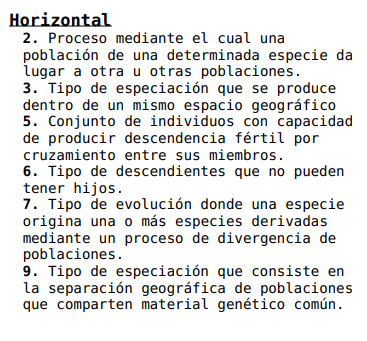 Horizontal
2. Proceso mediante el cual una
población de una determinada especie da
lugar a otra u otras poblaciones.
3. Tipo de especiación que se produce
dentro de un mismo espacio geográfico
5. Conjunto de individuos con capacidad
de producir descendencia fértil por
cruzamiento entre sus miembros.
6. Tipo de descendientes que no pueden
tener hijos.
7. Tipo de evolución donde una especie
origina una o más especies derivadas
mediante un proceso de divergencia de
poblaciones.
9. Tipo de especiación que consiste en
la separación geográfica de poblaciones
que comparten material genético común.